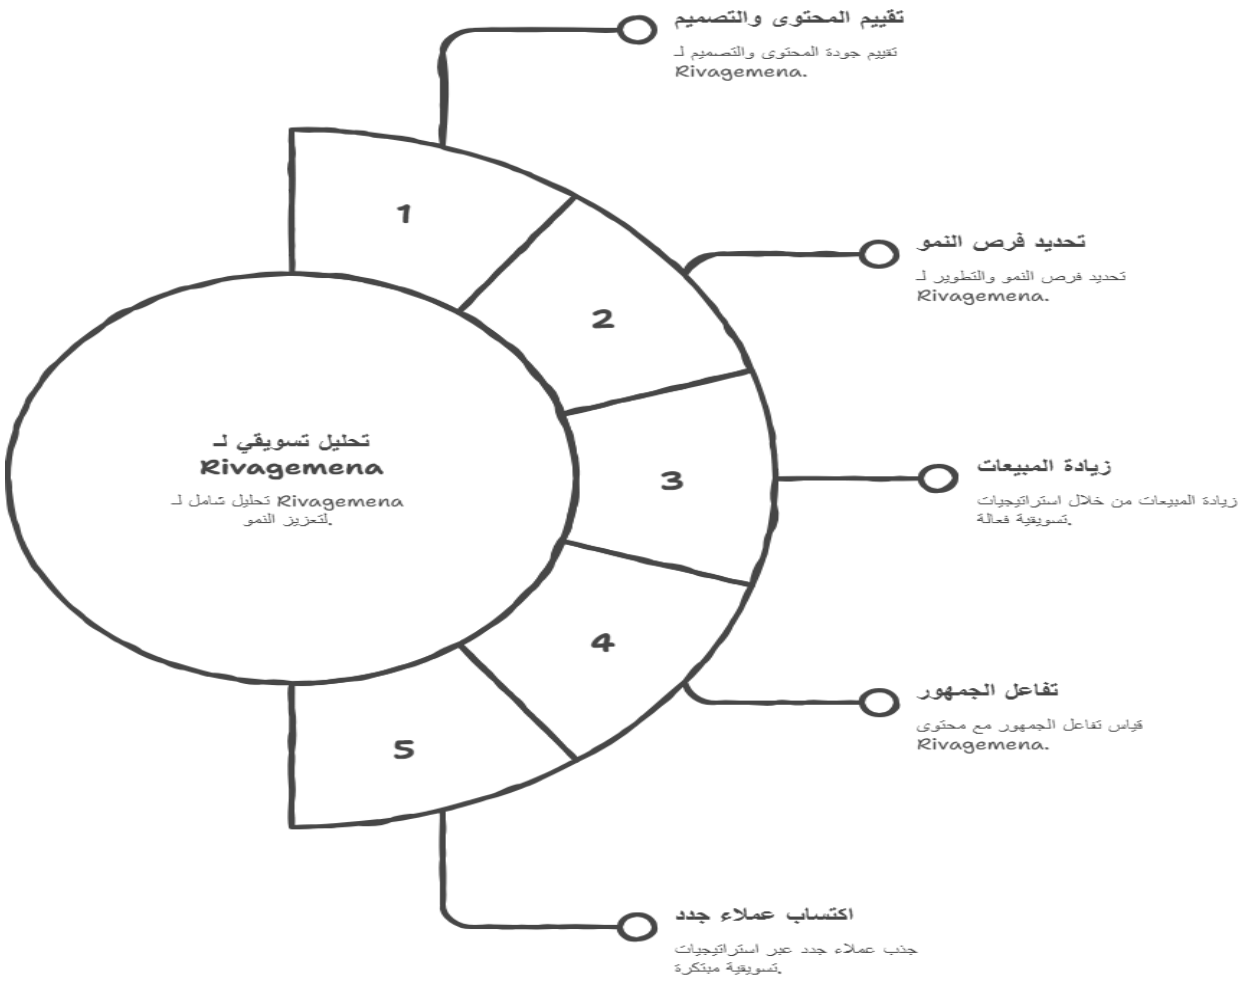 تقييم المحتوى والتصميم
تقييم جودة المحتوى والتصميم لـ
Rivagemena.
1
تحديد فرص النمو
تحديد فرص النمو والتطوير لـ
Rivagemena.
2
تحليل تسويقي لـ
Rivagemena
تحليل شامل لـ Rivagemena
لتعزيز النمو.
3
زيادة المبيعات
زيادة المبيعات من خلال استراتيجيات
تسويقية فعالة.
4
تفاعل الجمهور
قياس تفاعل الجمهور مع محتوى
Rivagemena.
5
اكتساب عملاء جدد
جذب عملاء جدد عبر استراتيجيات
تسويقية مبتكرة.